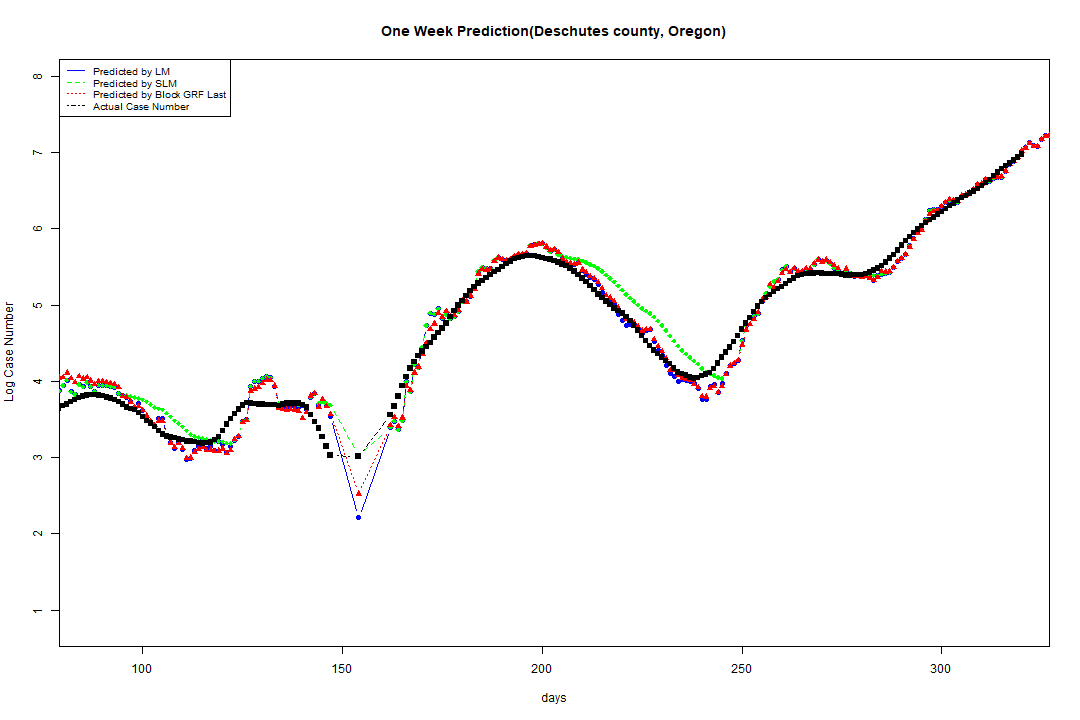 One Week Prediction(Deschutes county, Oregon)
Predicted by LM
Predicted by SLM
Predicted by Block GRF Last
Actual Case Number
8
7
6
5
4
3
2
1
Log Case Number
100 150 200 250 300
days